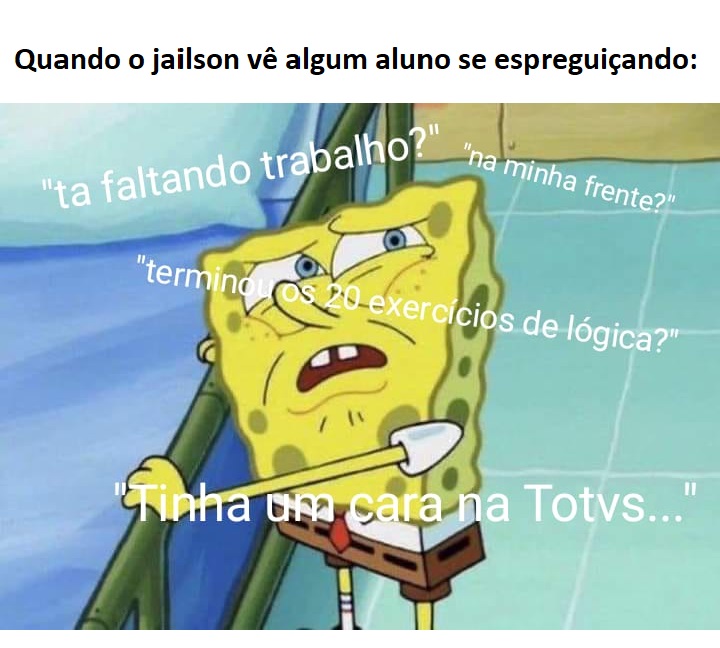 Quando o jailson vê algum aluno se espreguiçando:
"ta faltando trabalho?"
"na minha frente?"
"terminou os 20 exercícios de lógica?"
"Tinha um cara na Totvs..."